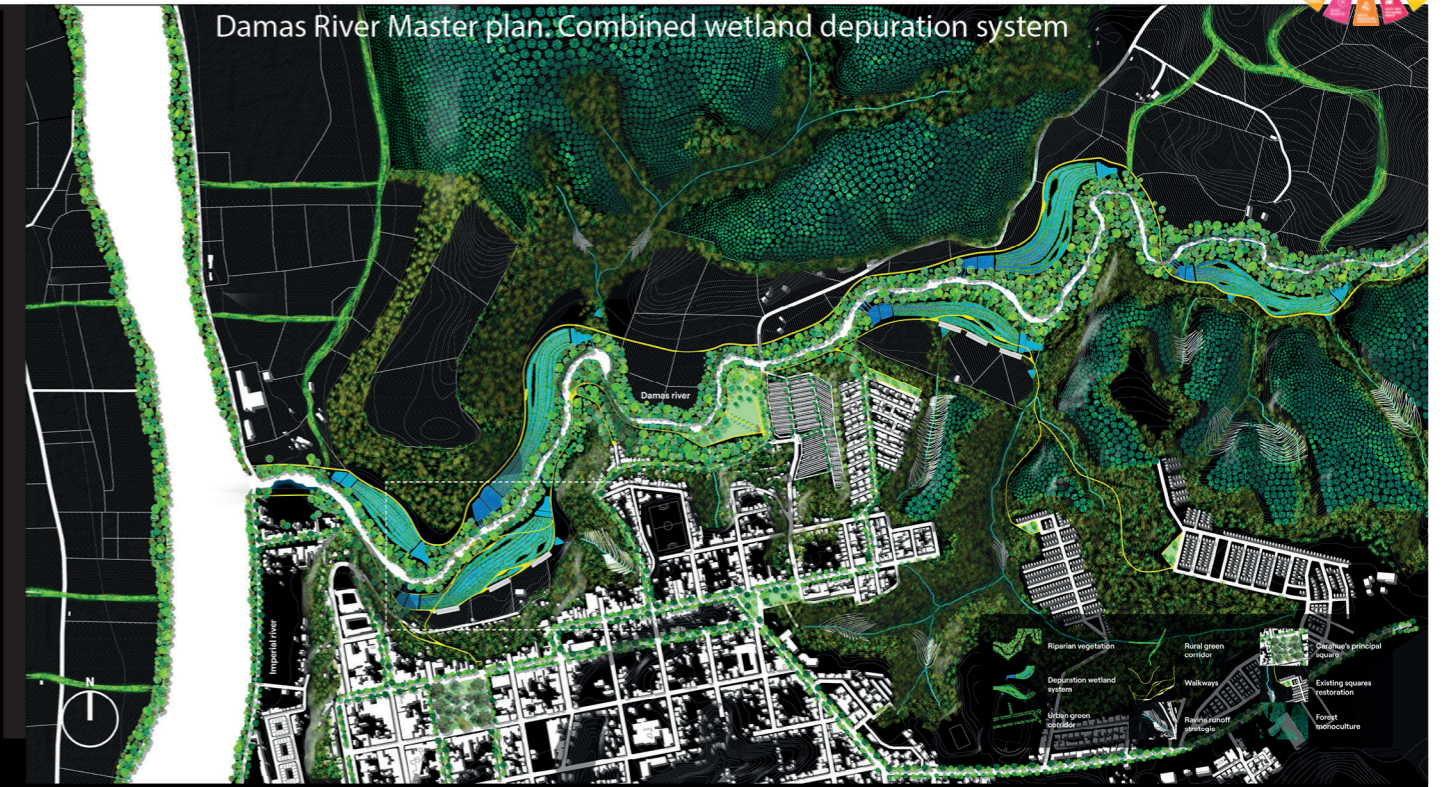 Damas River Master plan. Combined wetland depuration system
Damas river
Imperial river
N
Riparian vegetation
Depuration wetland
system
Urban green
corridor
Rural green
corridor
Walkways
Ravine runoff
strategic
Carahue's principal
square
Existing squares
restoration
Forest
monoculture